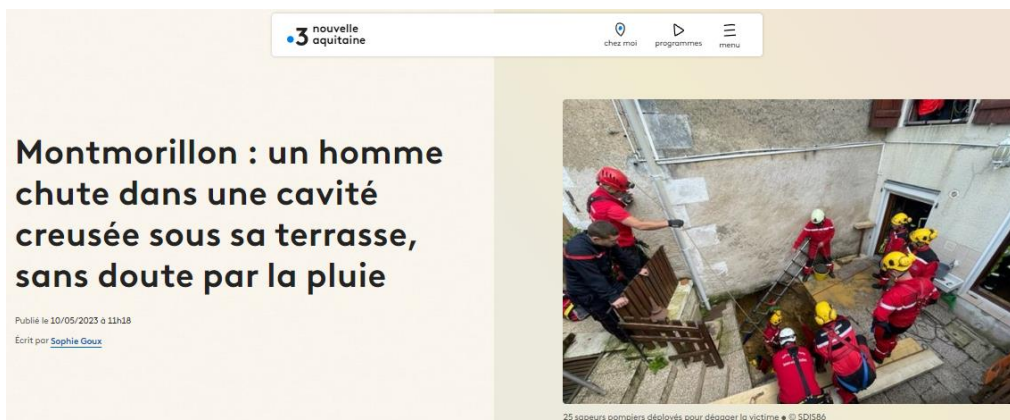 3 nouvelle
aquitaine
chez moi
programmes
menu
Montmorillon : un homme
chute dans une cavité
creusée sous sa terrasse,
sans doute par la pluie
Publié le 10/05/2023 à 11h18
Écrit par Sophie Goux
25 sapeurs pompiers déployés pour dégager la victime • © SDIS86